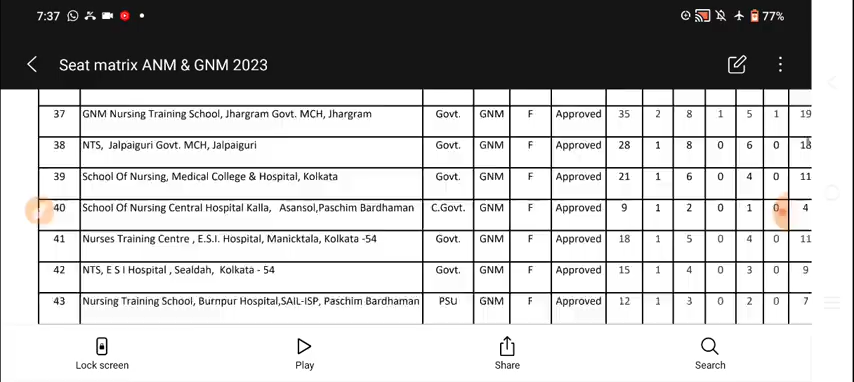 7:37 77%
Seat matrix ANM & GNM 2023
37 GNM Nursing Training School, Jhargram Govt. MCH, Jhargram Govt. GNM F Approved 35 2 8 1 5 1 19
38 NTS, Jalpaiguri Govt. MCH, Jalpaiguri Govt. GNM F Approved 28 1 8 0 6 0 18
39 School Of Nursing, Medical College & Hospital, Kolkata Govt. GNM F Approved 21 1 6 0 4 0 11
40 School Of Nursing Central Hospital Kalla, Asansol,Paschim Bardhaman C.Govt. GNM F Approved 9 1 2 0 1 0 4
41 Nurses Training Centre , E.S.I. Hospital, Manicktala, Kolkata -54 Govt. GNM F Approved 18 1 5 0 4 0 11
42 NTS, E S I Hospital , Sealdah, Kolkata - 54 Govt. GNM F Approved 15 1 4 0 3 0 9
43 Nursing Training School, Burnpur Hospital,SAIL-ISP, Paschim Bardhaman PSU GNM F Approved 12 1 3 0 2 0 7
Lock screen Play Share Search